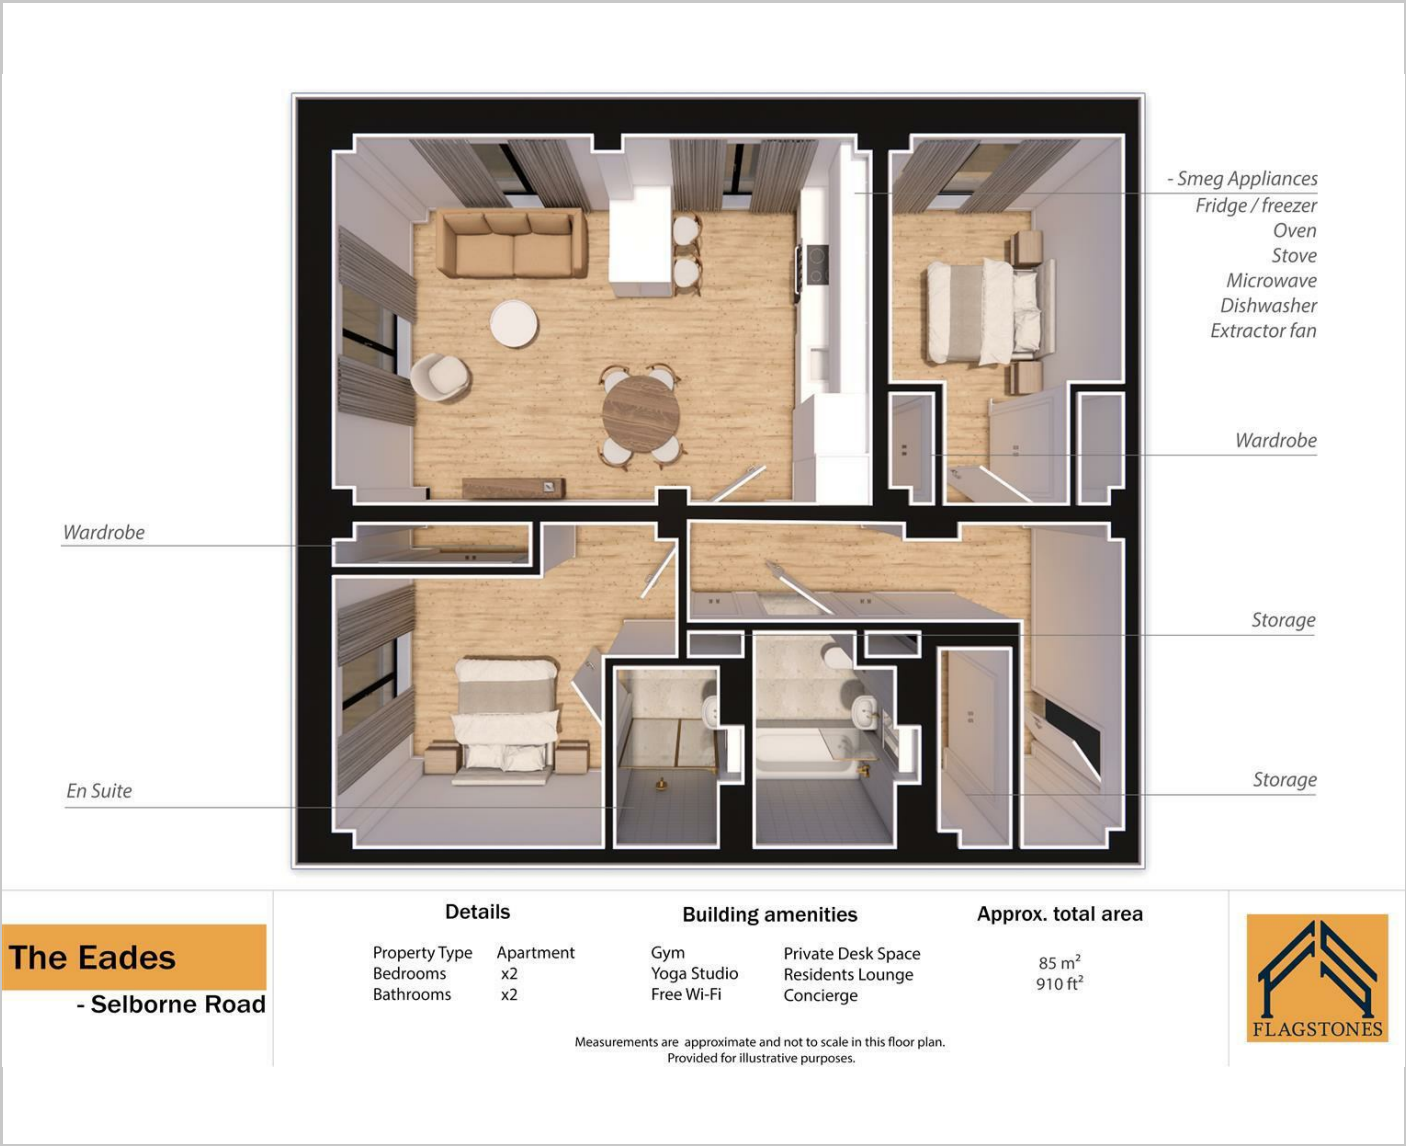 - Smeg Appliances
Fridge / freezer
Oven
Stove
Microwave
Dishwasher
Extractor fan
Wardrobe
Wardrobe
Storage
Storage
En Suite
The Eades
- Selborne Road
Details
Property Type Apartment
Bedrooms x2
Bathrooms x2
Building amenities
Gym Private Desk Space
Yoga Studio Residents Lounge
Free Wi-Fi Concierge
Approx. total area
85 m²
910 ft²
Measurements are approximate and not to scale in this floor plan.
Provided for illustrative purposes.
FLAGSTONES